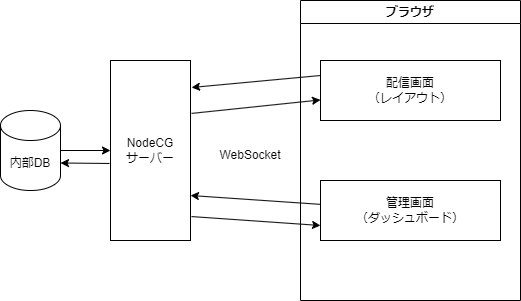 ブラウザ
配信画面
（レイアウト）
NodeCG
サーバー
WebSocket
内部DB
管理画面
（ダッシュボード）